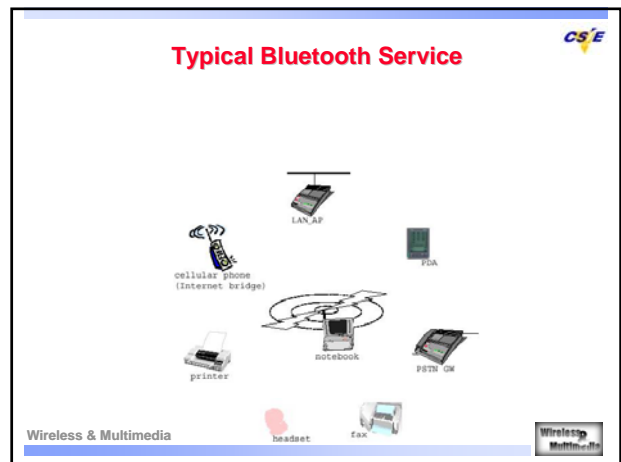 CS/E
Typical Bluetooth Service
LAN_AP
cellular phone
(Internet bridge)
PDA
notebook
printer
PSTN GW
headset
fax
Wireless & Multimedia
Wireless
Multimedia